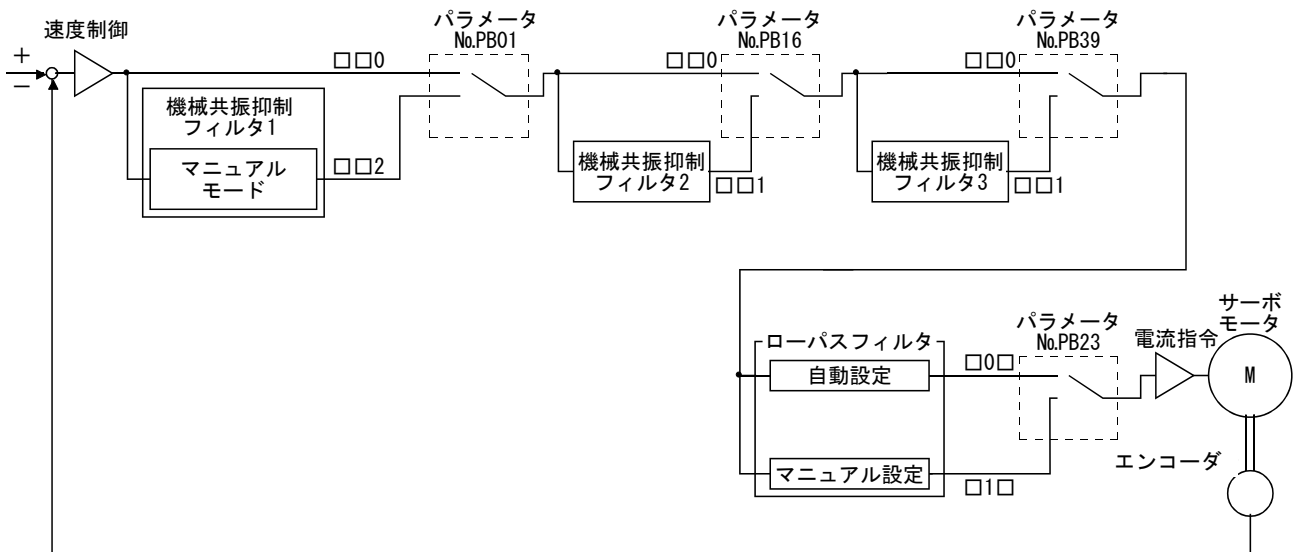 速度制御
+
−
パラメータ
No.PB01
パラメータ
No.PB16
パラメータ
No.PB39
□□0
□□0
□□0
機械共振抑制
フィルタ1
マニュアル
モード
□□2
機械共振抑制
フィルタ2
□□1
機械共振抑制
フィルタ3
□□1
ローパスフィルタ
自動設定
□0□
マニュアル設定
□1□
パラメータ
No.PB23
電流指令
サーボ
モータ
M
エンコーダ